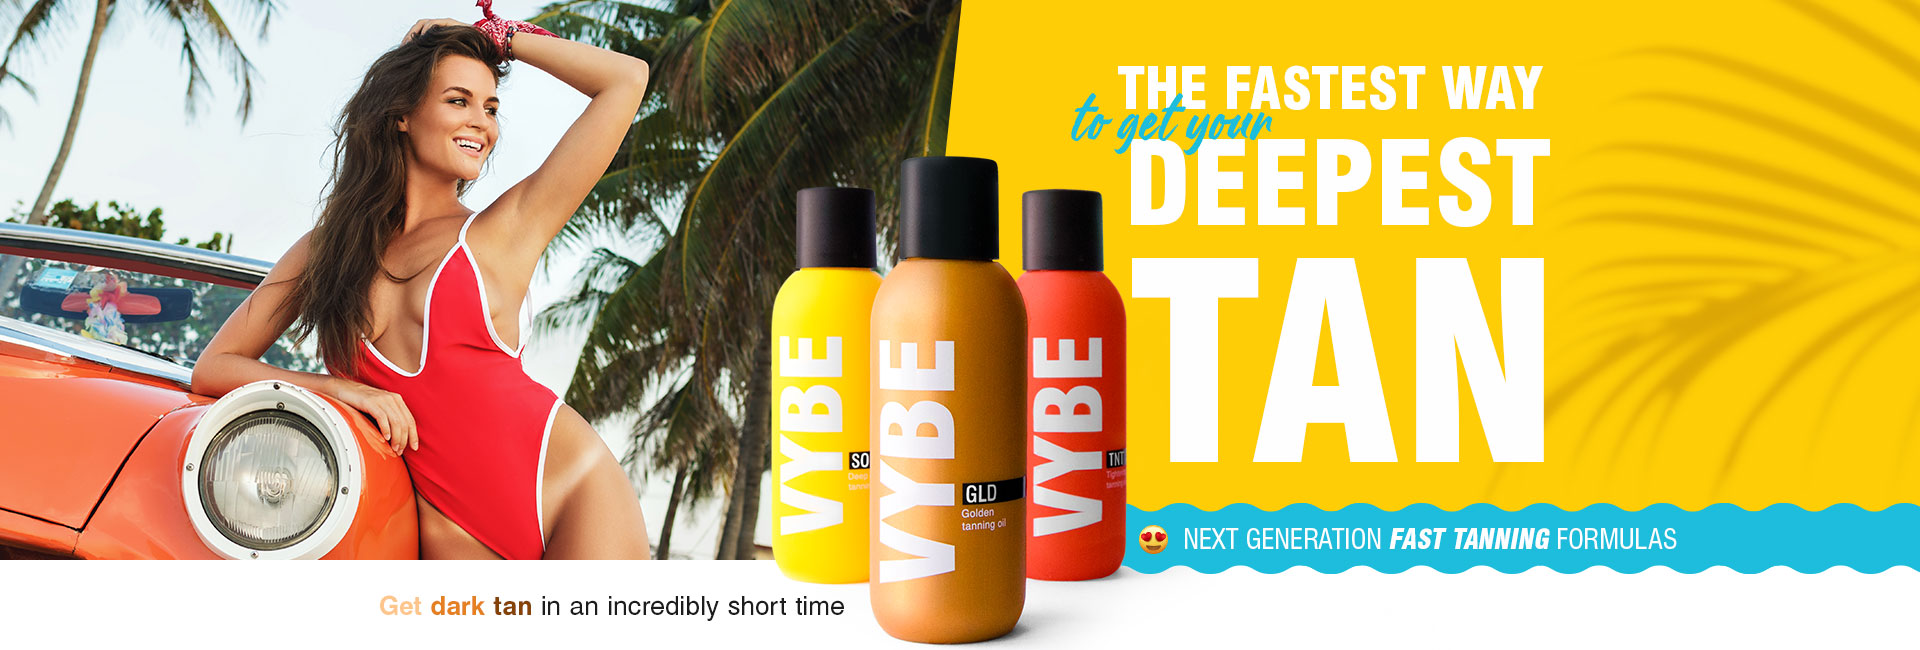 THE FASTEST WAY
to get your
DEEPEST
TAN
VYBE
SO
Deep
VYBE
GLD
Golden
tanning oil
VYBE
TNT
NEXT GENERATION FAST TANNING FORMULAS
Get dark tan in an incredibly short time